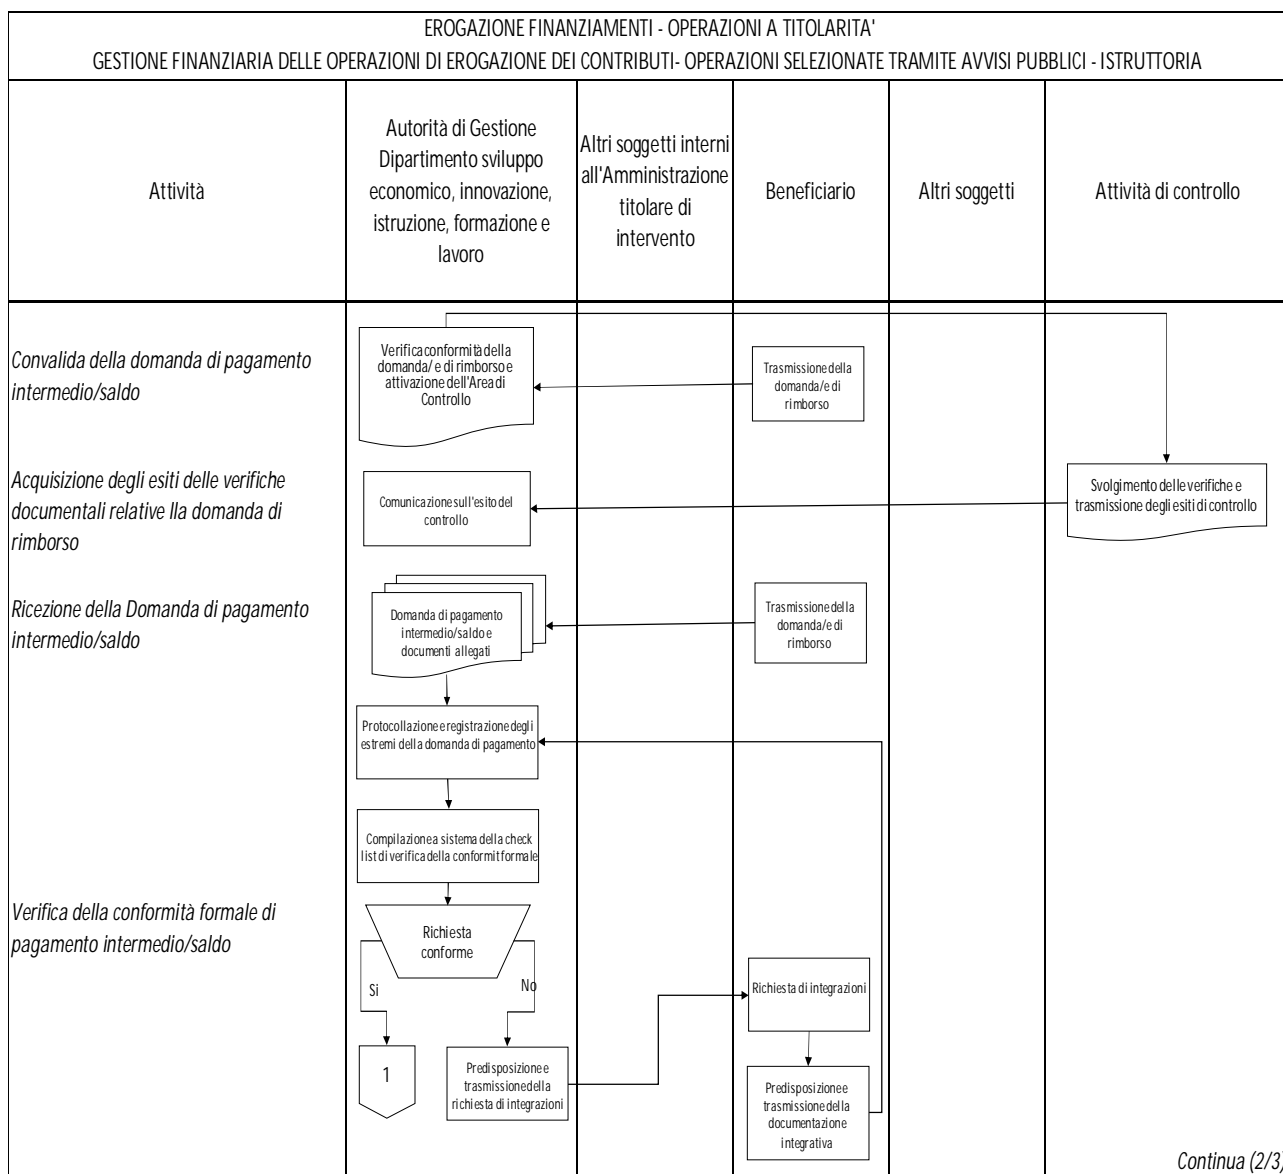 EROGAZIONE FINANZIAMENTI - OPERAZIONI A TITOLARITA'
GESTIONE FINANZIARIA DELLE OPERAZIONI DI EROGAZIONE DEI CONTRIBUTI- OPERAZIONI SELEZIONATE TRAMITE AVVISI PUBBLICI - ISTRUTTORIA
Attività
Autorità di Gestione
Dipartimento sviluppo
economico, innovazione,
istruzione, formazione e
lavoro
Altri soggetti interni
all'Amministrazione
titolare di
intervento
Beneficiario
Altri soggetti
Attività di controllo
Convalida della domanda di pagamento
intermedio/saldo
Verifica conformità della
domanda/ e di rimborso e
attivazione dell'Area di
Controllo
Trasmissione della
domanda/e di
rimborso
Acquisizione degli esiti delle verifiche
documentali relative lla domanda di
rimborso
Comunicazione sull'esito del
controllo
Svolgimento delle verifiche e
trasmissione degli esiti di controllo
Ricezione della Domanda di pagamento
intermedio/saldo
Domanda di pagamento
intermedio/saldo e
documenti allegati
Trasmissione della
domanda/e di
rimborso
Protocollazione e registrazione degli
estremi della domanda di pagamento
Compilazione a sistema della check
list di verifica della conformit formale
Verifica della conformità formale di
pagamento intermedio/saldo
Richiesta
conforme
Si
No
1
Predisposizione e
trasmissione della
richiesta di integrazioni
Richiesta di integrazioni
Predisposizione e
trasmissione della
documentazione
integrativa
Continua (2/3)